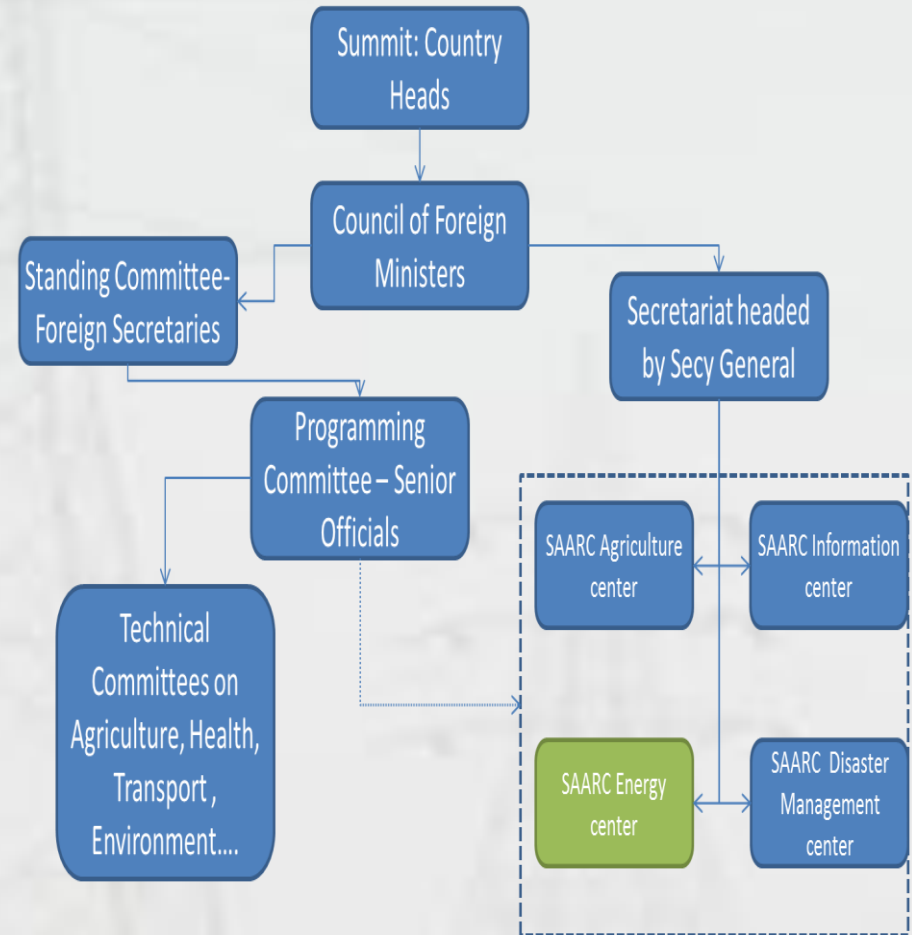 Summit: Country
Heads
Council of Foreign
Ministers
Standing Committee-
Foreign Secretaries
Secretariat headed
by Secy General
Programming
Committee – Senior
Officials
SAARC Agriculture
center
SAARC Information
center
Technical
Committees on
Agriculture, Health,
Transport ,
Environment....
SAARC Energy
center
SAARC Disaster
Management
center